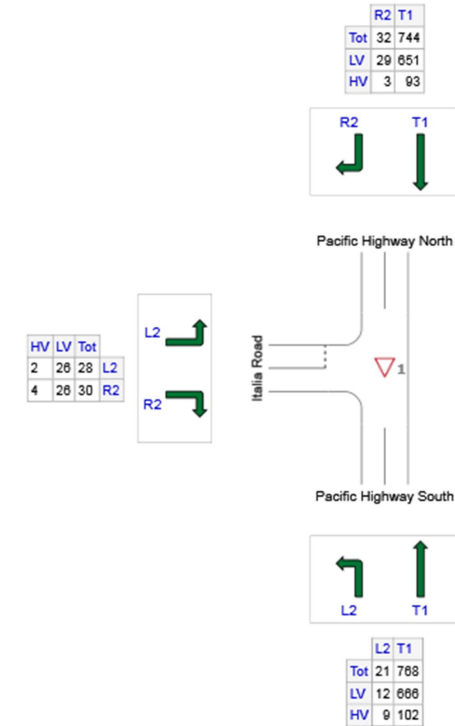 R2 T1
Tot 32 744
LV 29 651
HV 3 93
R2 T1
Pacific Highway North
L2
R2
HV LV Tot
2 26 28 L2
4 26 30 R2
Italia Road
1
Pacific Highway South
L2 T1
L2 T1
Tot 21 768
LV 12 666
HV 9 102